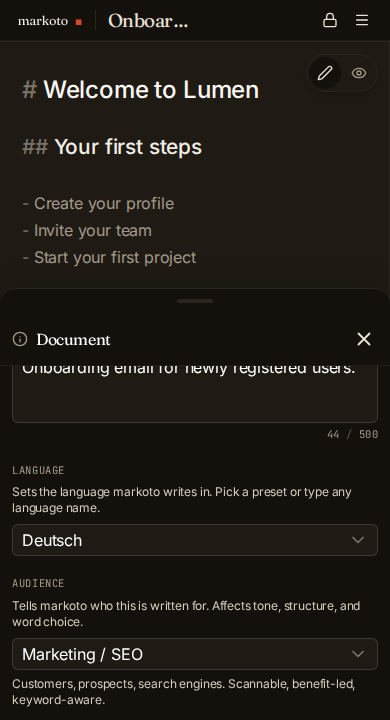 markoto
Onboar...
# Welcome to Lumen
## Your first steps
- Create your profile
- Invite your team
- Start your first project
Document
Onboarding email for newly registered users.
44 / 500
LANGUAGE
Sets the language markoto writes in. Pick a preset or type any
language name.
Deutsch
AUDIENCE
Tells markoto who this is written for. Affects tone, structure, and
word choice.
Marketing / SEO
Customers, prospects, search engines. Scannable, benefit-led,
keyword-aware.